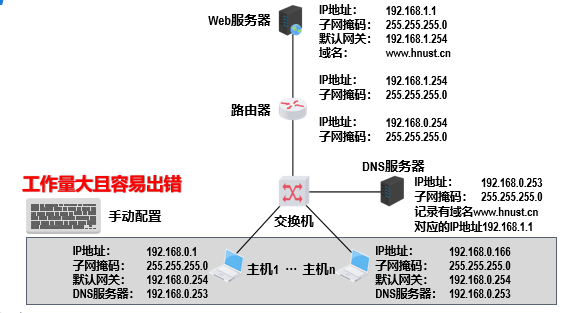 Web服务器
IP地址： 192.168.1.1
子网掩码： 255.255.255.0
默认网关： 192.168.1.254
域名： www.hnust.cn
IP地址： 192.168.1.254
子网掩码： 255.255.255.0
路由器
IP地址： 192.168.0.254
子网掩码： 255.255.255.0
DNS服务器
IP地址： 192.168.0.253
子网掩码： 255.255.255.0
记录有域名www.hnust.cn
对应的IP地址192.168.1.1
工作量大且容易出错
手动配置
交换机
IP地址： 192.168.0.1
子网掩码： 255.255.255.0
默认网关： 192.168.0.254
DNS服务器： 192.168.0.253
主机1 … 主机n
IP地址： 192.168.0.166
子网掩码： 255.255.255.0
默认网关： 192.168.0.254
DNS服务器： 192.168.0.253